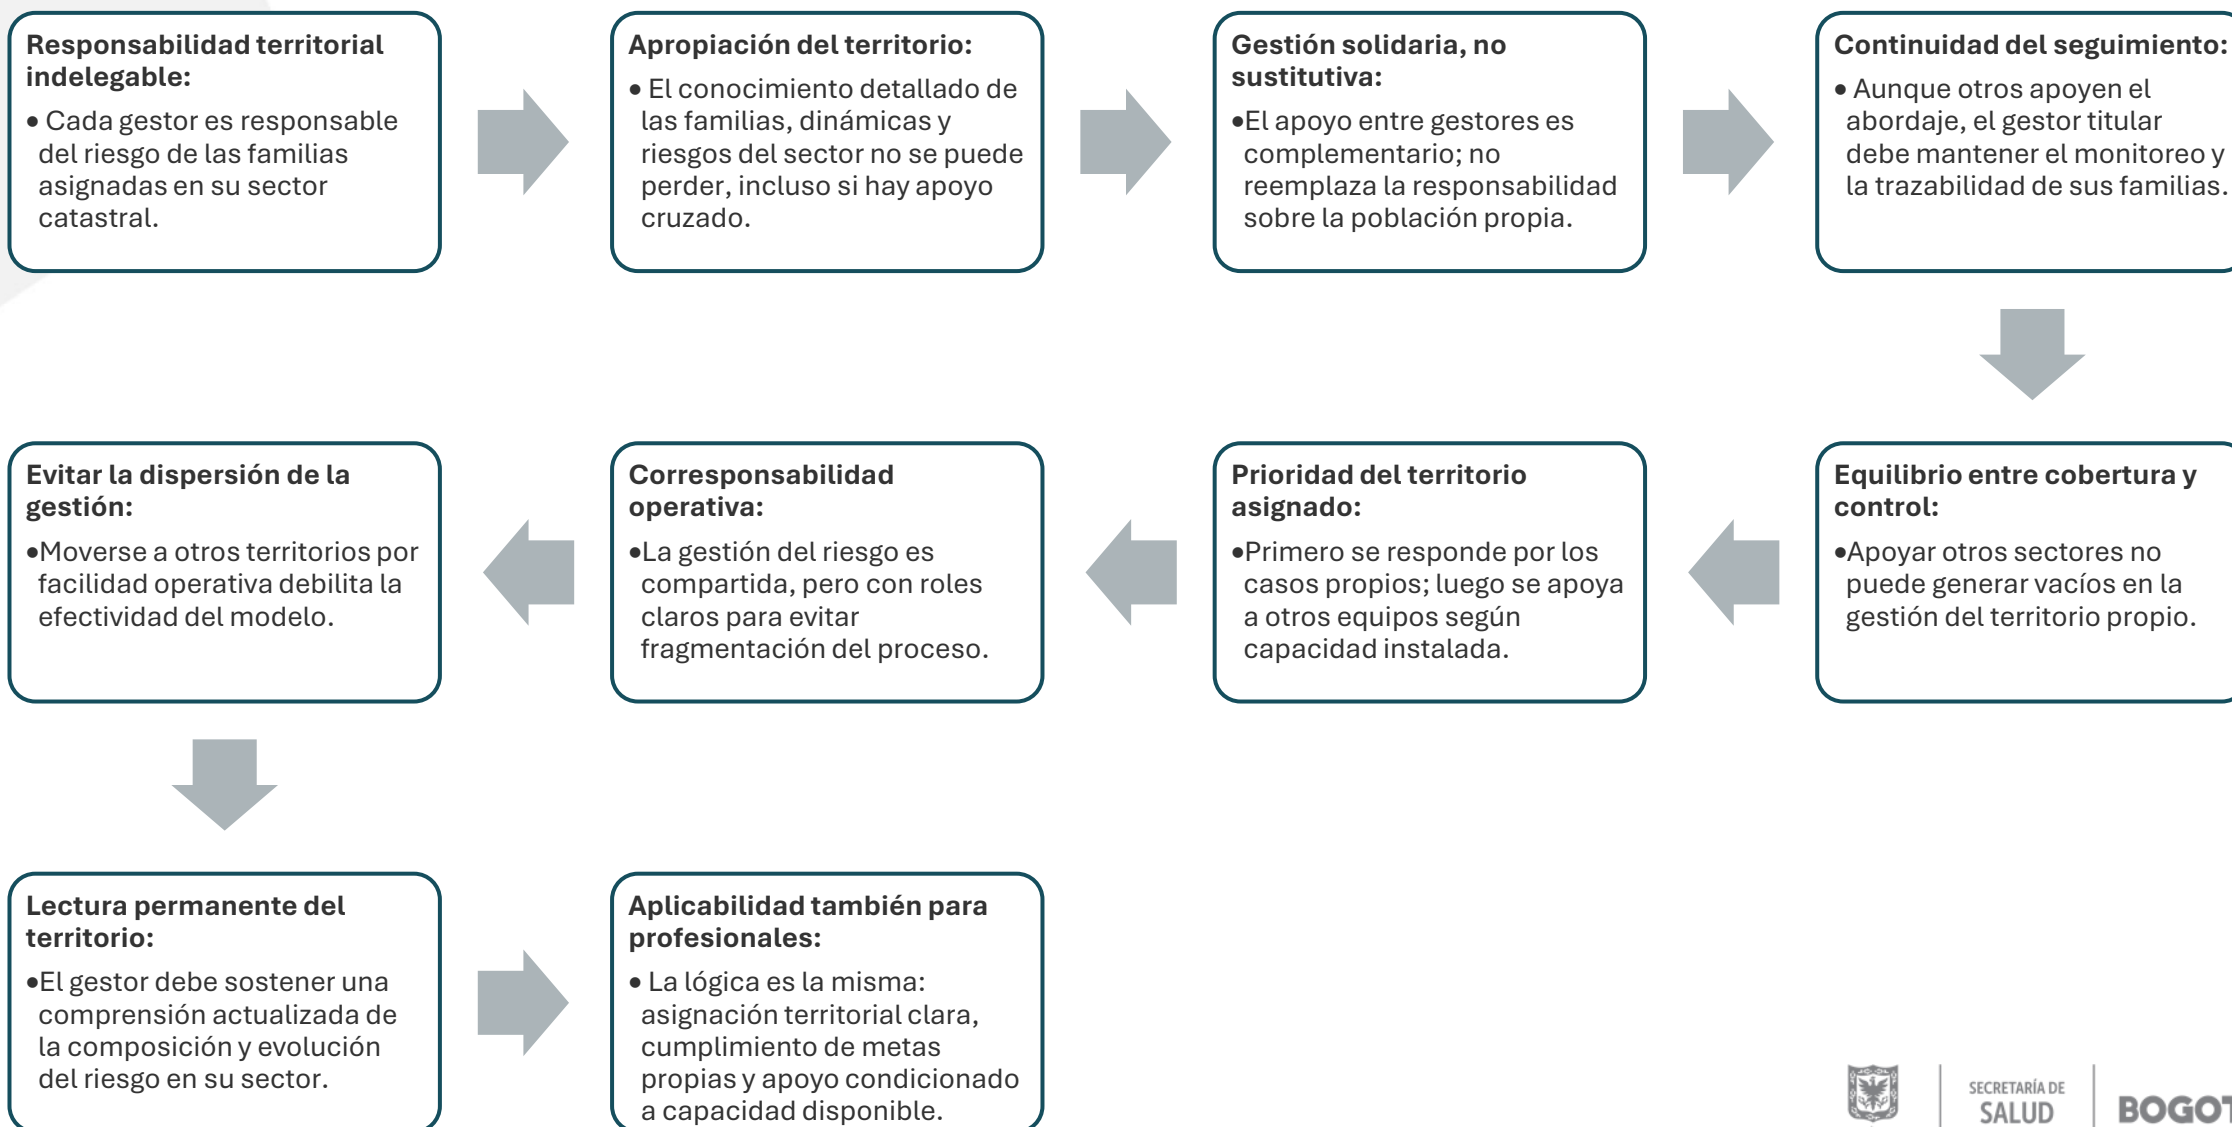 Responsabilidad territorial
indelegable:
• Cada gestor es responsable
del riesgo de las familias
asignadas en su sector
catastral.
Apropiación del territorio:
• El conocimiento detallado de
las familias, dinámicas y
riesgos del sector no se puede
perder, incluso si hay apoyo
cruzado.
Gestión solidaria, no
sustitutiva:
•El apoyo entre gestores es
complementario; no
reemplaza la responsabilidad
sobre la población propia.
Continuidad del seguimiento:
• Aunque otros apoyen el
abordaje, el gestor titular
debe mantener el monitoreo y
la trazabilidad de sus familias.
Equilibrio entre cobertura y
control:
•Apoyar otros sectores no
puede generar vacíos en la
gestión del territorio propio.
Prioridad del territorio
asignado:
•Primero se responde por los
casos propios; luego se apoya
a otros equipos según
capacidad instalada.
Corresponsabilidad
operativa:
•La gestión del riesgo es
compartida, pero con roles
claros para evitar
fragmentación del proceso.
Evitar la dispersión de la
gestión:
•Moverse a otros territorios por
facilidad operativa debilita la
efectividad del modelo.
Lectura permanente del
territorio:
•El gestor debe sostener una
comprensión actualizada de
la composición y evolución
del riesgo en su sector.
Aplicabilidad también para
profesionales:
• La lógica es la misma:
asignación territorial clara,
cumplimiento de metas
propias y apoyo condicionado
a capacidad disponible.
SECRETARÍA DE
SALUD
BOGOT